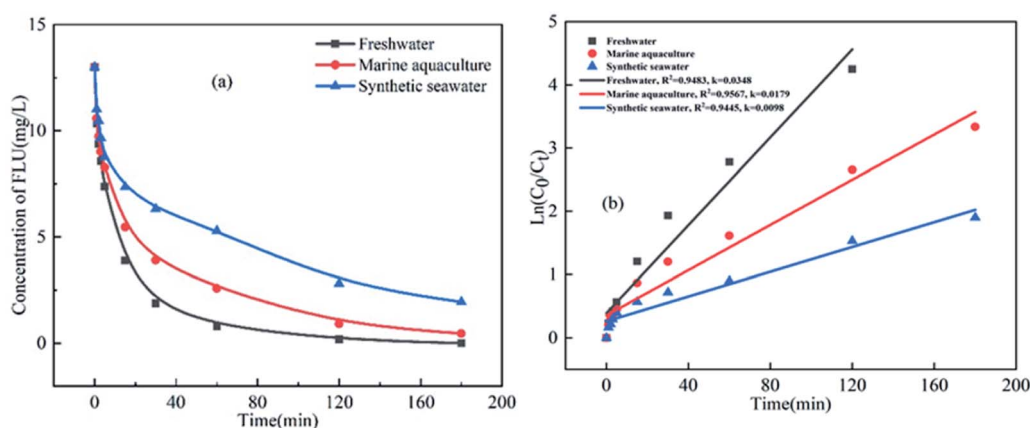 15
10
5
0
Concentration of FLU(mg/L)
(a)
Freshwater
Marine aquaculture
Synthetic seawater
0 40 80 120 160 200
Time(min)
5
4
3
2
1
0
Ln(C₀/Cₜ)
Freshwater
Marine aquaculture
Synthetic seawater
Freshwater, R²=0.9483, k=0.0348
Marine aquaculture, R²=0.9567, k=0.0179
Synthetic seawater, R²=0.9445, k=0.0098
(b)
0 40 80 120 160 200
Time(min)